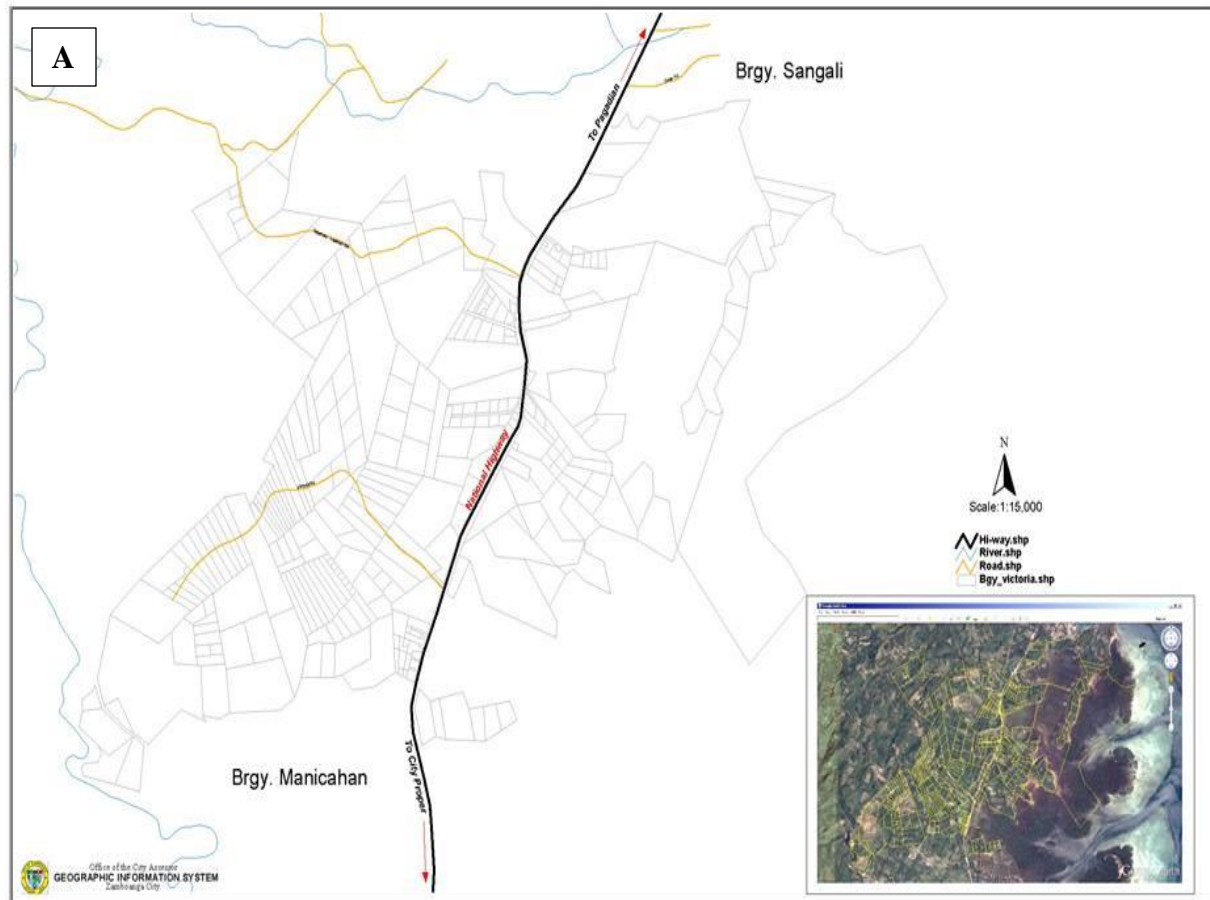 A
Brgy. Sangali
To Pagadian
National Highway
N
Scale:1:15,000
Hi-way.shp
River.shp
Road.shp
Bgy_victoria.shp
Brgy. Manicahan
To City Proper
Office of the City Assessor
GEOGRAPHIC INFORMATION SYSTEM
Zamboanga City